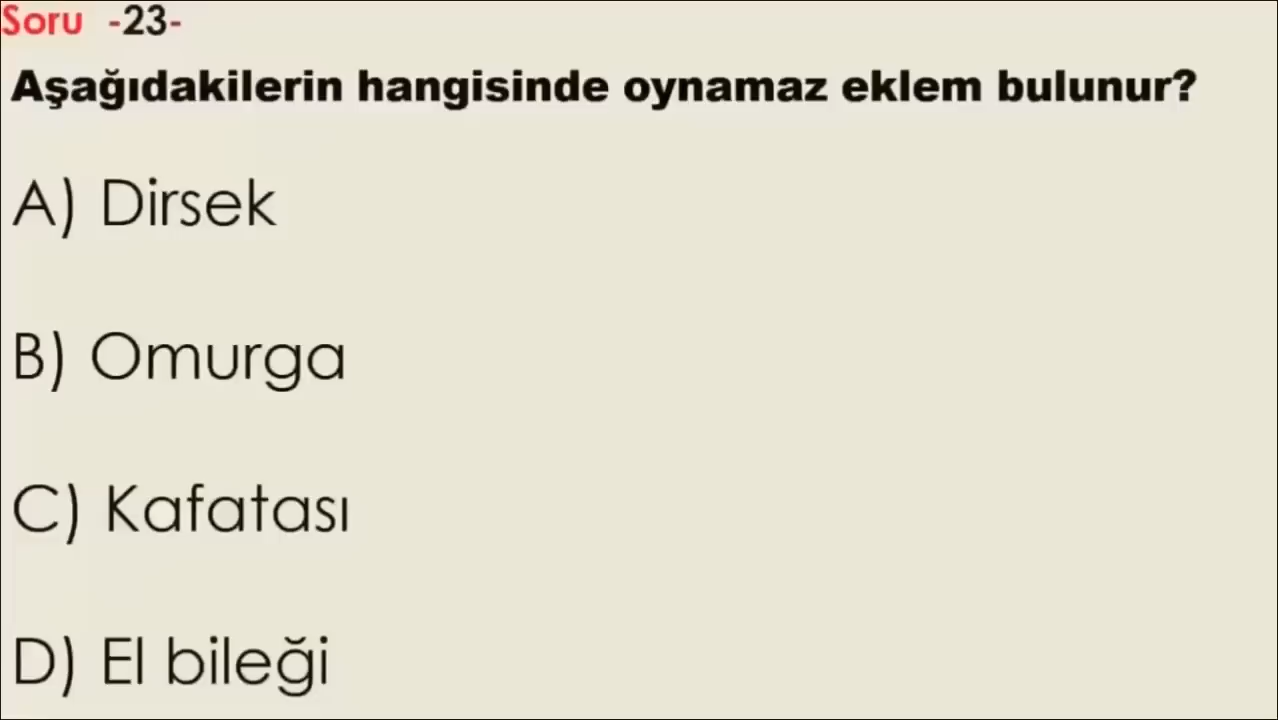 Soru -23-
Aşağıdakilerin hangisinde oynamaz eklem bulunur?
A) Dirsek
B) Omurga
C) Kafatası
D) El bileği